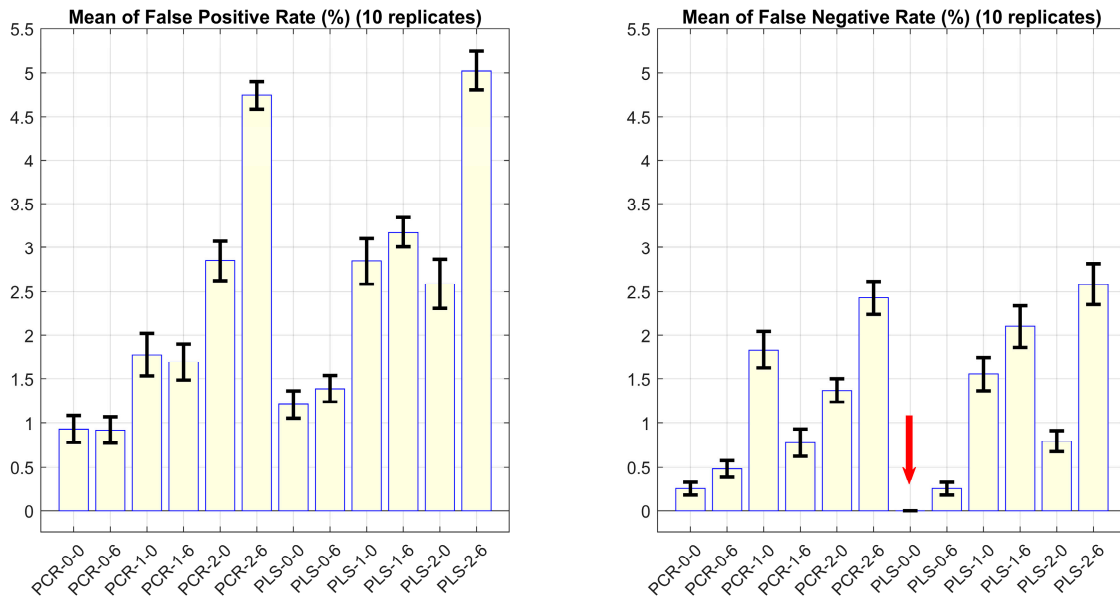 Mean of False Positive Rate (%) (10 replicates)
5.5
5
4.5
4
3.5
3
2.5
2
1.5
1
0.5
0
PCR-0-0
PCR-0-6
PCR-1-0
PCR-1-6
PCR-2-0
PCR-2-6
PLS-0-0
PLS-0-6
PLS-1-0
PLS-1-6
PLS-2-0
PLS-2-6
Mean of False Negative Rate (%) (10 replicates)
5.5
5
4.5
4
3.5
3
2.5
2
1.5
1
0.5
0
PCR-0-0
PCR-0-6
PCR-1-0
PCR-1-6
PCR-2-0
PCR-2-6
PLS-0-0
PLS-0-6
PLS-1-0
PLS-1-6
PLS-2-0
PLS-2-6